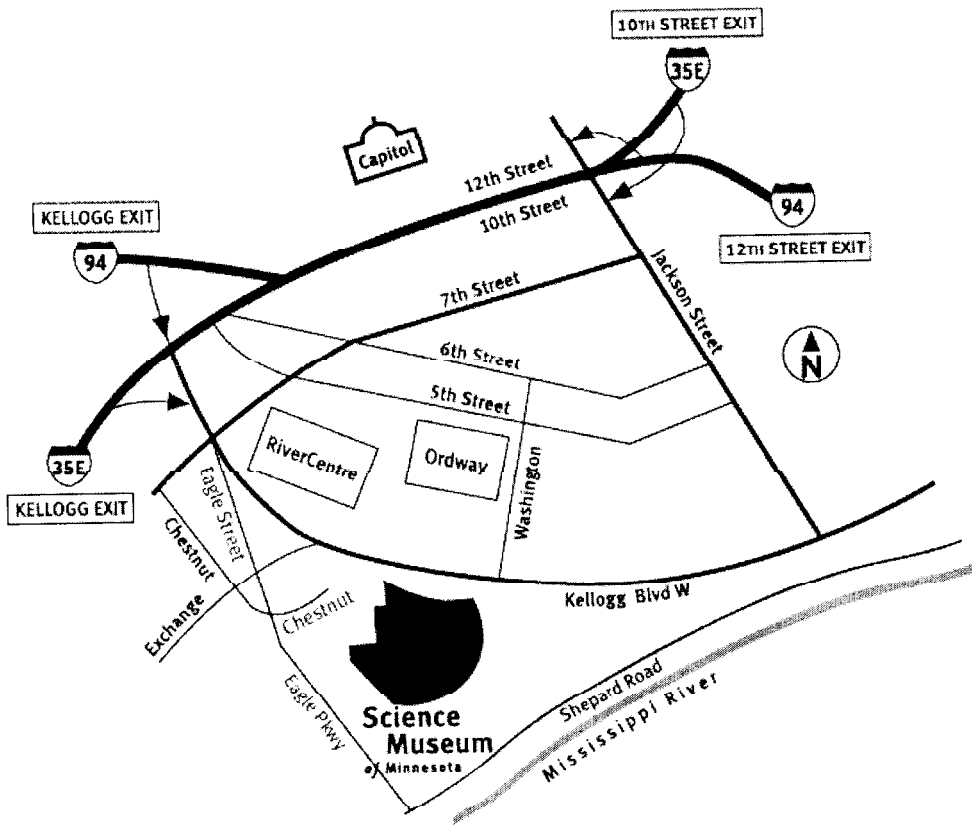 10TH STREET EXIT
35E
Capitol
12th Street
10th Street
94
12TH STREET EXIT
KELLOGG EXIT
94
7th Street
Jackson Street
6th Street
N
5th Street
RiverCentre
Ordway
Washington
35E
KELLOGG EXIT
Eagle Street
Chestnut
Exchange
Chestnut
Kellogg Blvd W
Eagle Pkwy
Shepard Road
Mississippi River
Science
Museum
of Minnesota